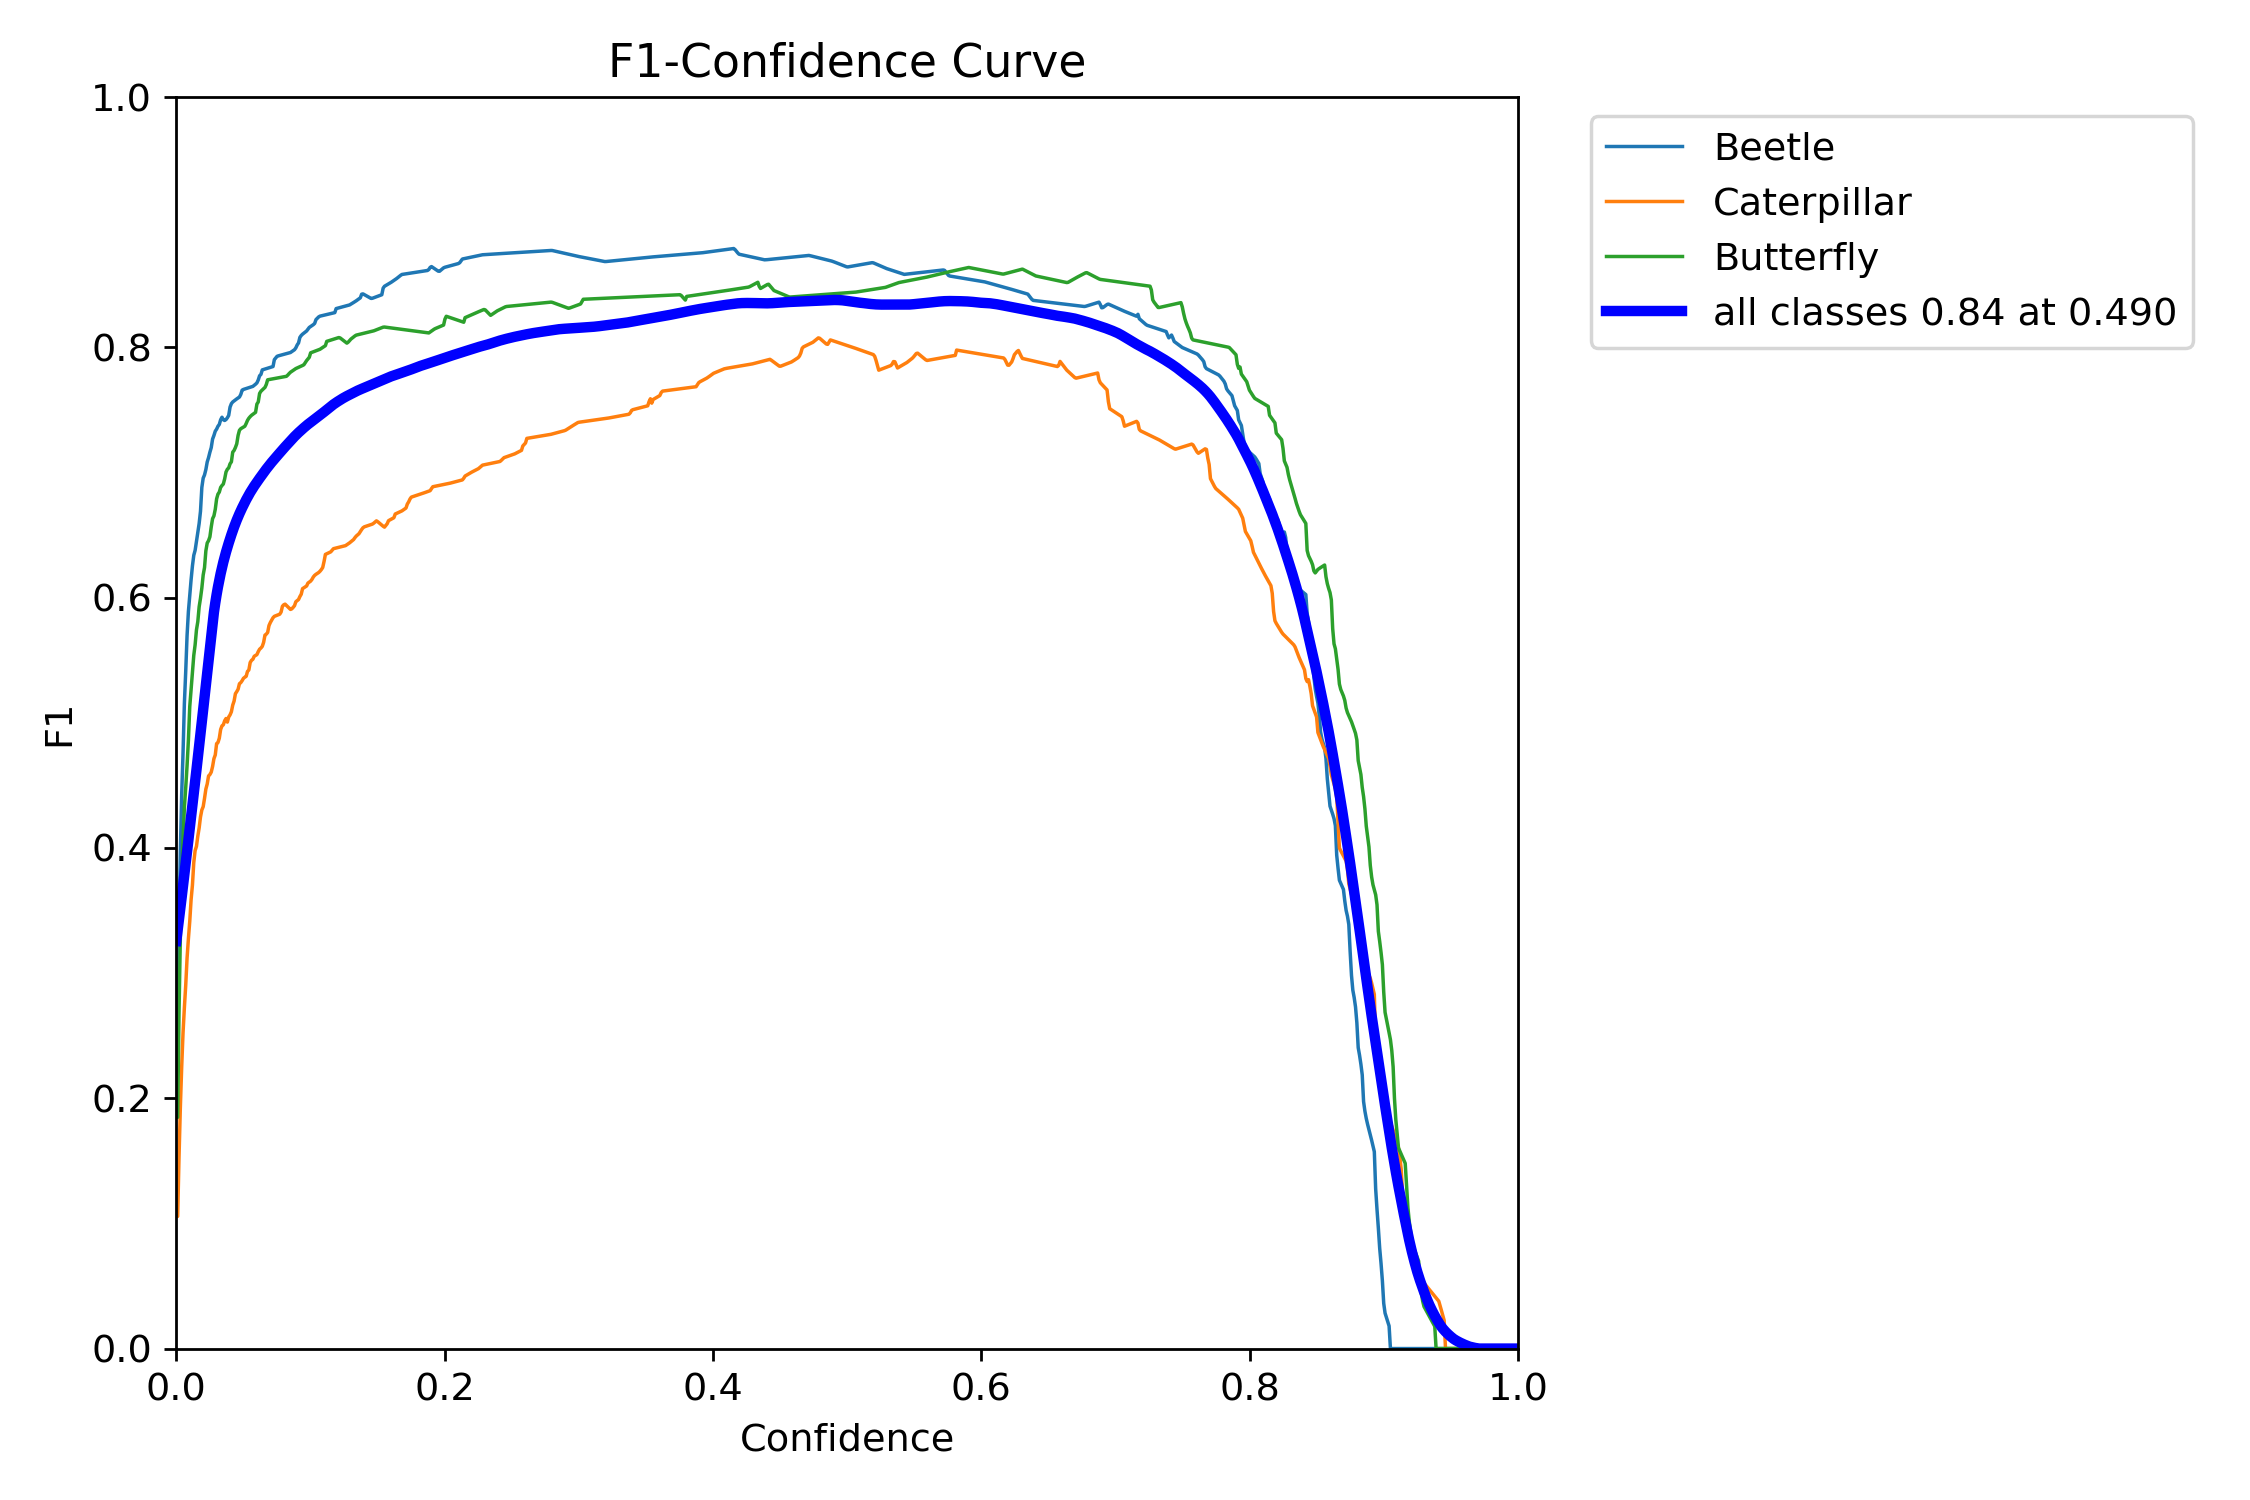 F1-Confidence Curve
1.0
0.8
0.6
0.4
0.2
0.0
F1
0.0 0.2 0.4 0.6 0.8 1.0
Confidence
Beetle
Caterpillar
Butterfly
all classes 0.84 at 0.490